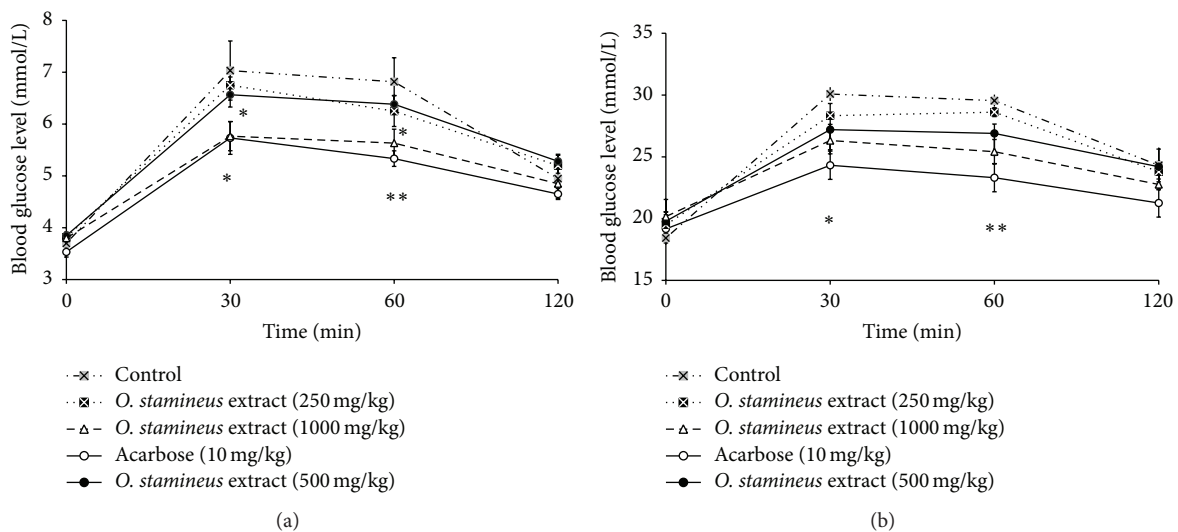 Blood glucose level (mmol/L)
8
7
6
5
4
3
*
*
*
**
0
30
60
120
Time (min)
Control
O. stamineus extract (250 mg/kg)
O. stamineus extract (1000 mg/kg)
Acarbose (10 mg/kg)
O. stamineus extract (500 mg/kg)
(a)
Blood glucose level (mmol/L)
35
30
25
20
15
*
**
0
30
60
120
Time (min)
Control
O. stamineus extract (250 mg/kg)
O. stamineus extract (1000 mg/kg)
Acarbose (10 mg/kg)
O. stamineus extract (500 mg/kg)
(b)